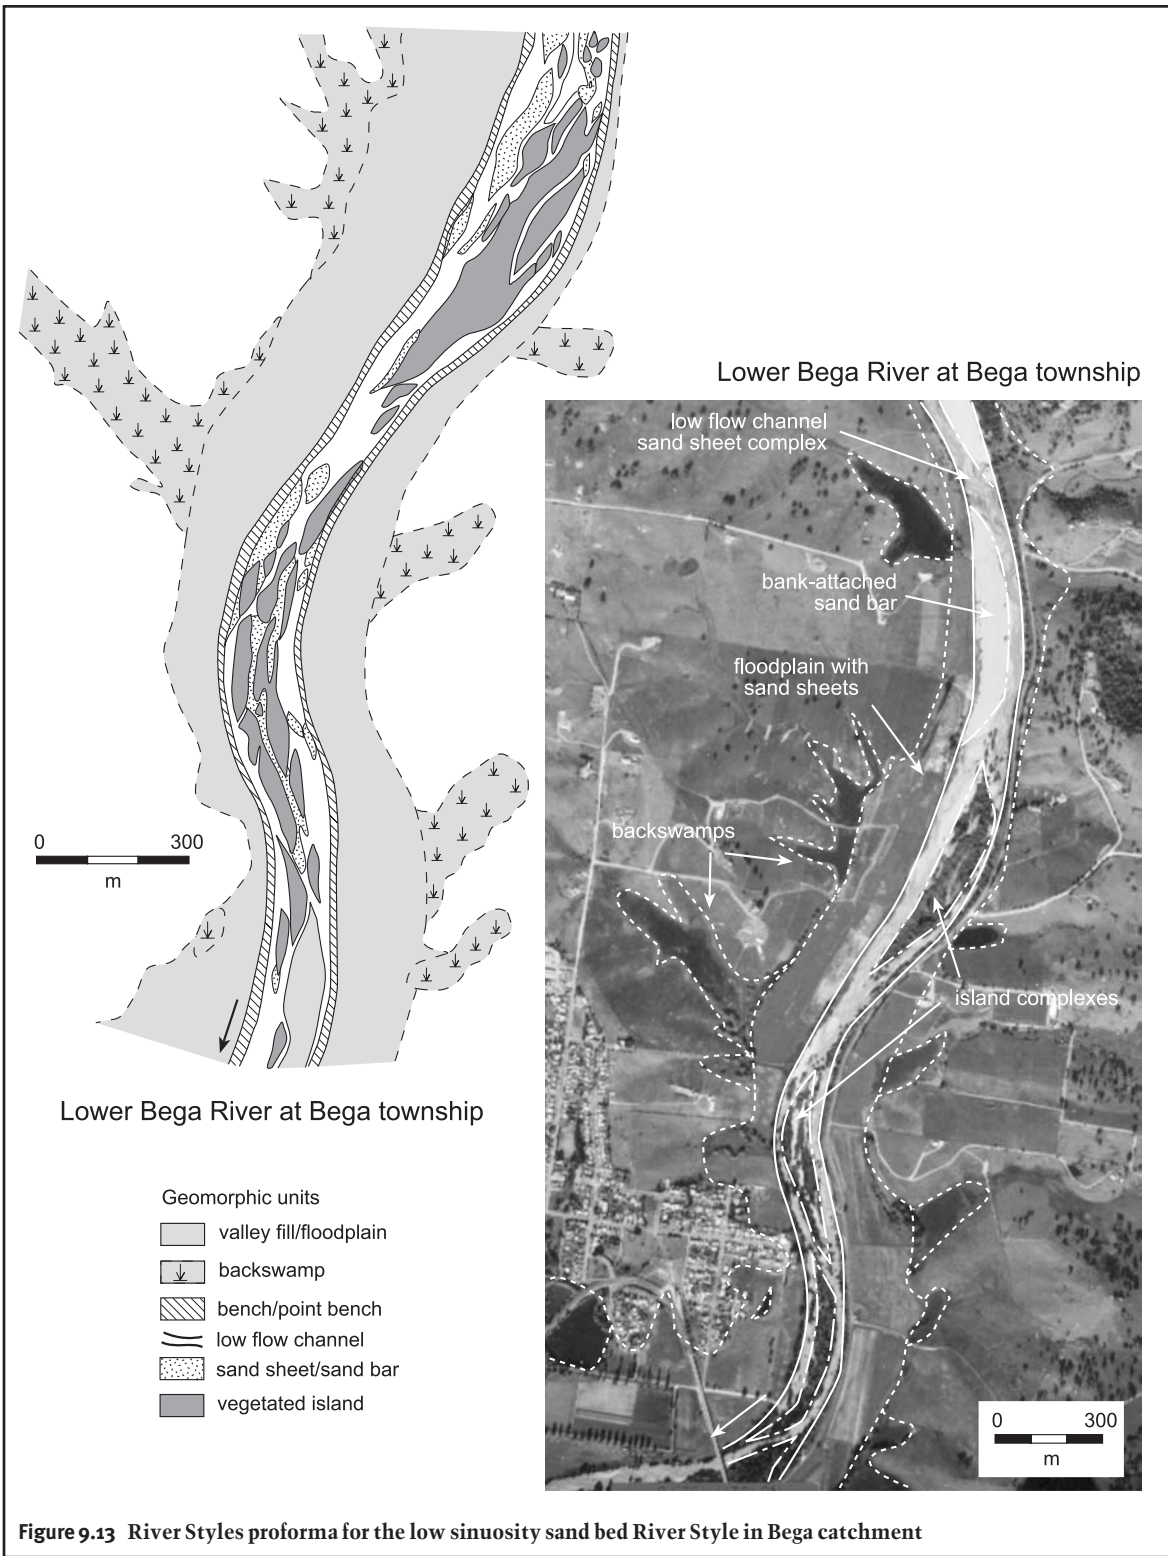 Lower Bega River at Bega township
low flow channel
sand sheet complex
bank-attached
sand bar
floodplain with
sand sheets
backswamps
island complexes
0 300
m
0 300
m
Lower Bega River at Bega township
Geomorphic units
valley fill/floodplain
backswamp
bench/point bench
low flow channel
sand sheet/sand bar
vegetated island
Figure 9.13 River Styles proforma for the low sinuosity sand bed River Style in Bega catchment